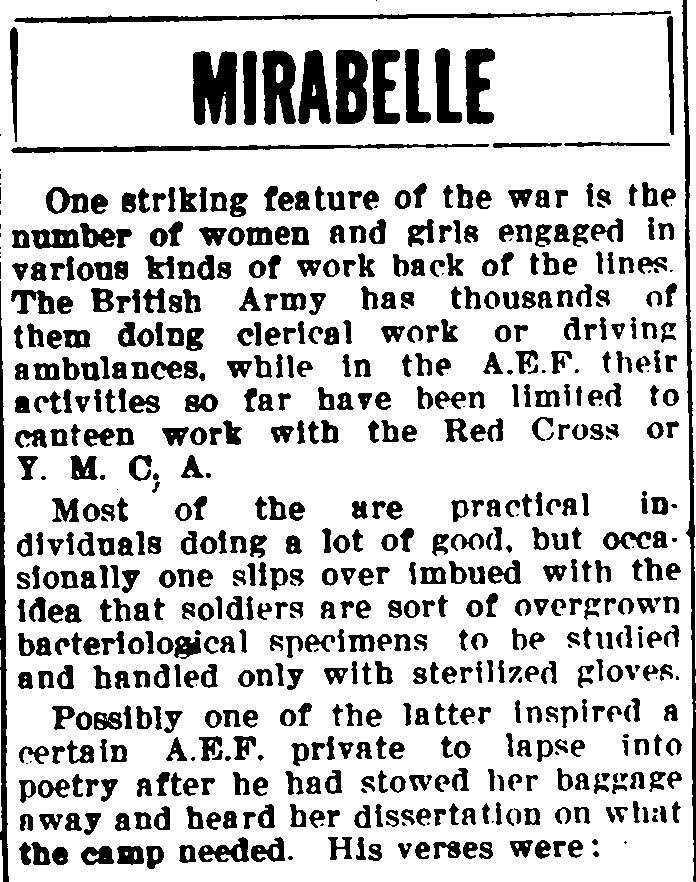 MIRABELLE
One striking feature of the war is the
number of women and girls engaged in
various kinds of work back of the lines.
The British Army has thousands of
them doing clerical work or driving
ambulances, while in the A.E.F. their
activities so far have been limited to
canteen work with the Red Cross or
Y. M. C. A.
Most of the are practical in-
dividuals doing a lot of good, but occa-
sionally one slips over imbued with the
idea that soldiers are sort of overgrown
bacteriological specimens to be studied
and handled only with sterilized gloves.
Possibly one of the latter inspired a
certain A.E.F. private to lapse into
poetry after he had stowed her baggage
away and heard her dissertation on what
the camp needed. His verses were: